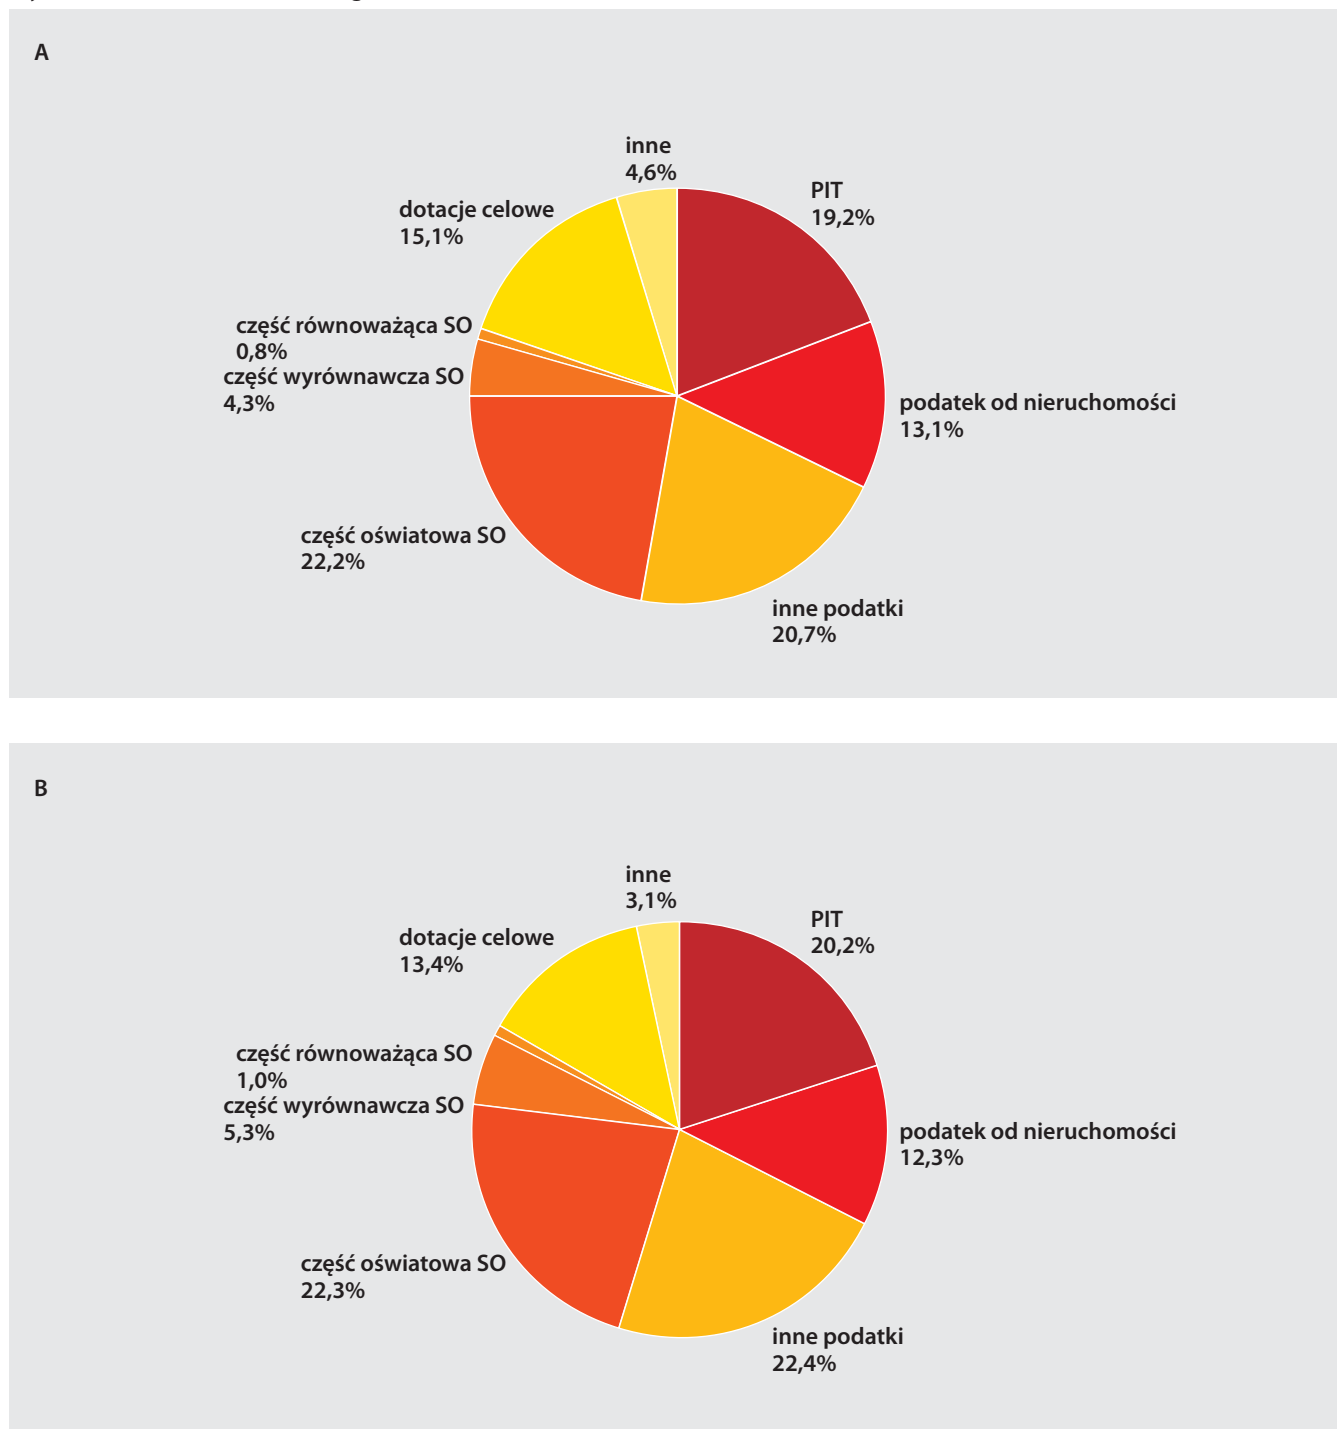 A
inne
4,6%
PIT
19,2%
dotacje celowe
15,1%
część równoważąca SO
0,8%
część wyrównawcza SO
4,3%
podatek od nieruchomości
13,1%
część oświatowa SO
22,2%
inne podatki
20,7%
B
inne
3,1%
PIT
20,2%
dotacje celowe
13,4%
część równoważąca SO
1,0%
część wyrównawcza SO
5,3%
podatek od nieruchomości
12,3%
część oświatowa SO
22,3%
inne podatki
22,4%